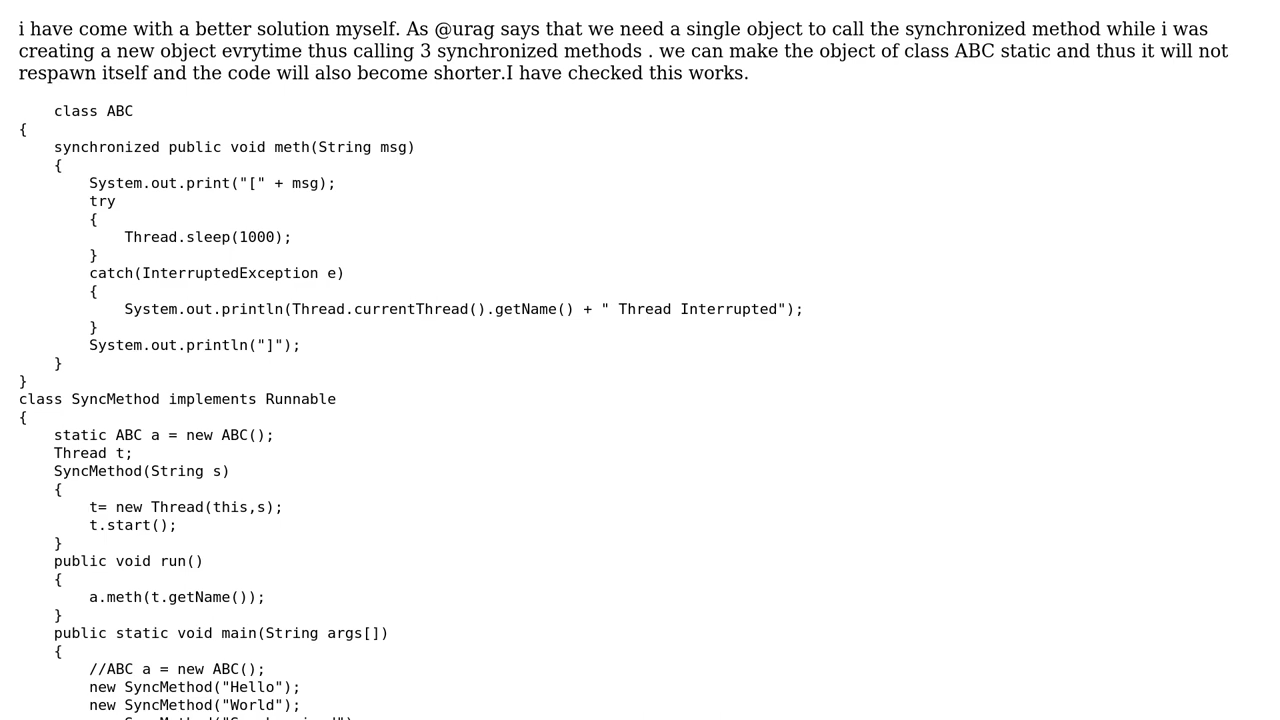 i have come with a better solution myself. As @urag says that we need a single object to call the synchronized method while i was
creating a new object evrytime thus calling 3 synchronized methods . we can make the object of class ABC static and thus it will not
respawn itself and the code will also become shorter.I have checked this works.
    class ABC
{
    synchronized public void meth(String msg)
    {
        System.out.print("[" + msg);
        try
        {
            Thread.sleep(1000);
        }
        catch(InterruptedException e)
        {
            System.out.println(Thread.currentThread().getName() + " Thread Interrupted");
        }
        System.out.println("]");
    }
}
class SyncMethod implements Runnable
{
    static ABC a = new ABC();
    Thread t;
    SyncMethod(String s)
    {
        t= new Thread(this,s);
        t.start();
    }
    public void run()
    {
        a.meth(t.getName());
    }
    public static void main(String args[])
    {
        //ABC a = new ABC();
        new SyncMethod("Hello");
        new SyncMethod("World");